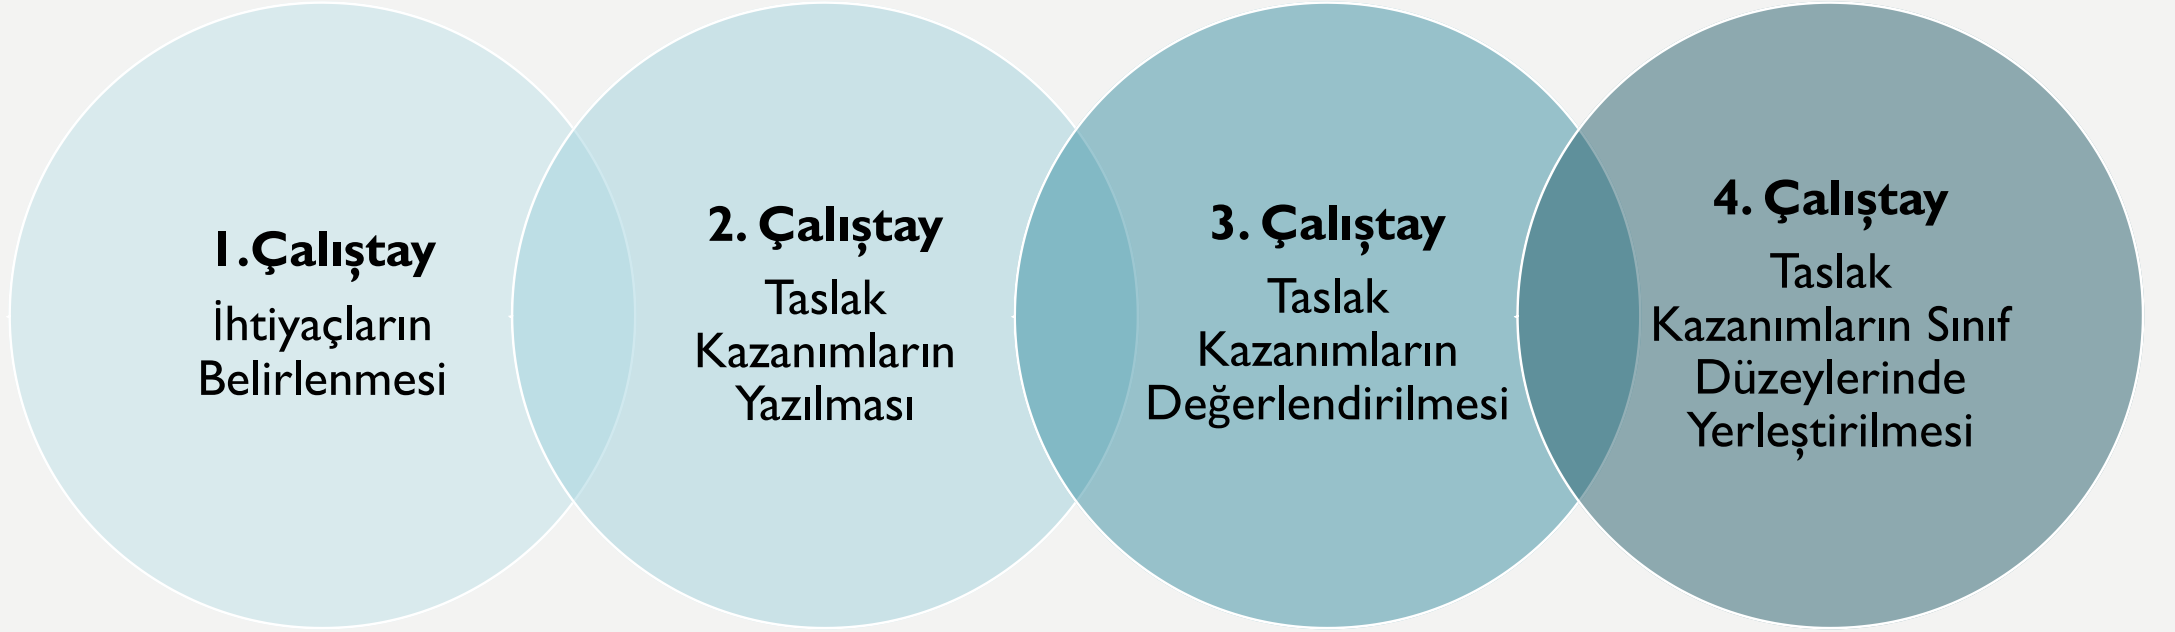 1.Çalıştay
İhtiyaçların
Belirlenmesi
2. Çalıştay
Taslak
Kazanımların
Yazılması
3. Çalıştay
Taslak
Kazanımların
Değerlendirilmesi
4. Çalıştay
Taslak
Kazanımların Sınıf
Düzeylerinde
Yerleştirilmesi